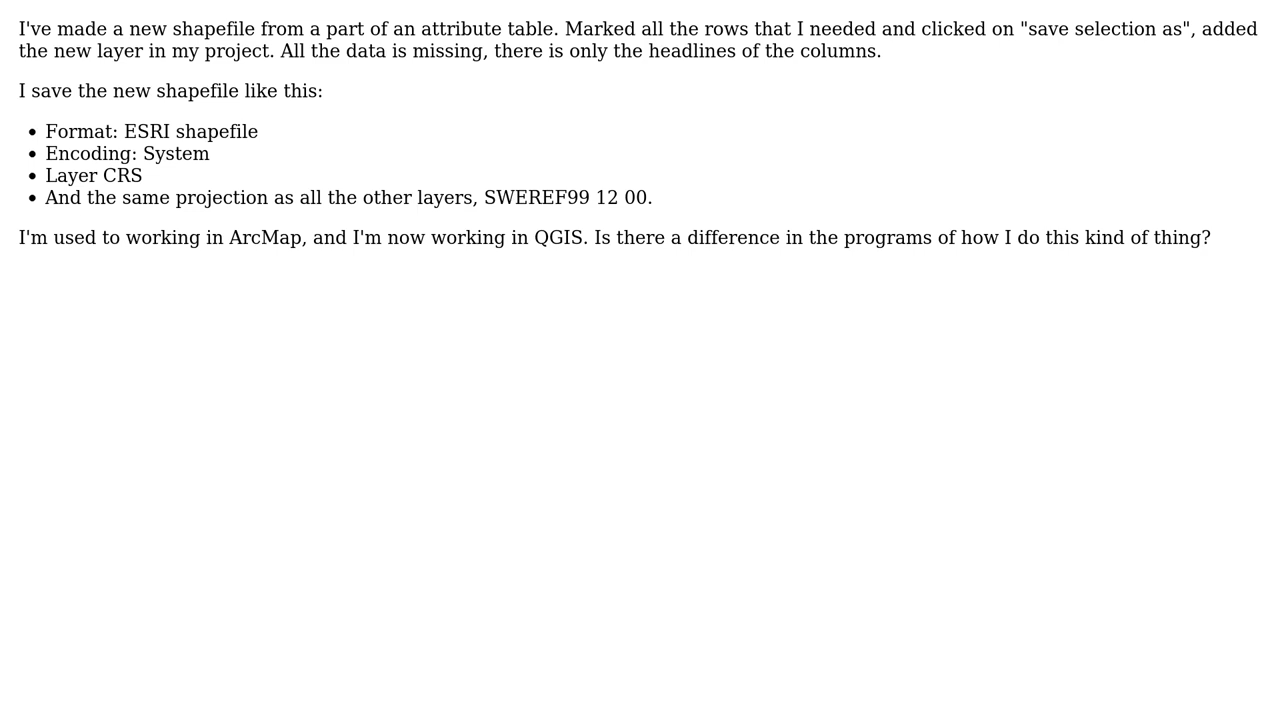 I've made a new shapefile from a part of an attribute table. Marked all the rows that I needed and clicked on "save selection as", added
the new layer in my project. All the data is missing, there is only the headlines of the columns.
I save the new shapefile like this:
• Format: ESRI shapefile
• Encoding: System
• Layer CRS
• And the same projection as all the other layers, SWEREF99 12 00.
I'm used to working in ArcMap, and I'm now working in QGIS. Is there a difference in the programs of how I do this kind of thing?